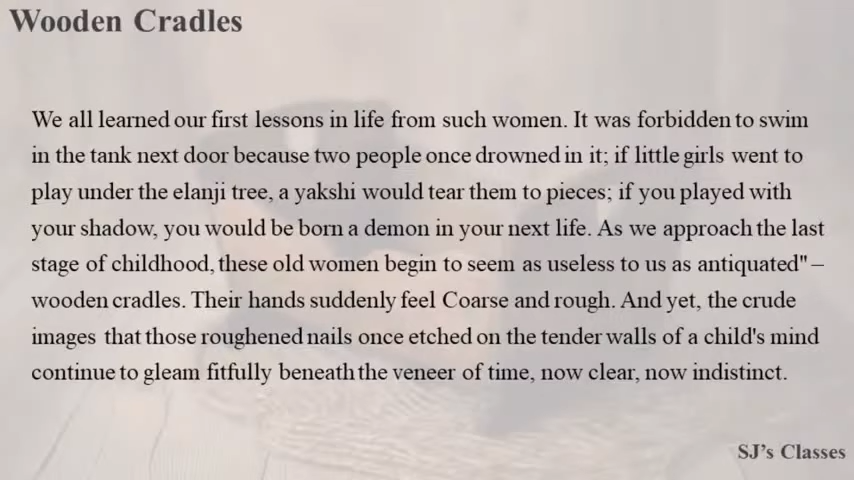 Wooden Cradles
We all learned our first lessons in life from such women. It was forbidden to swim
in the tank next door because two people once drowned in it; if little girls went to
play under the elanji tree, a yakshi would tear them to pieces; if you played with
your shadow, you would be born a demon in your next life. As we approach the last
stage of childhood, these old women begin to seem as useless to us as antiquated" –
wooden cradles. Their hands suddenly feel Coarse and rough. And yet, the crude
images that those roughened nails once etched on the tender walls of a child's mind
continue to gleam fitfully beneath the veneer of time, now clear, now indistinct.
SJ's Classes